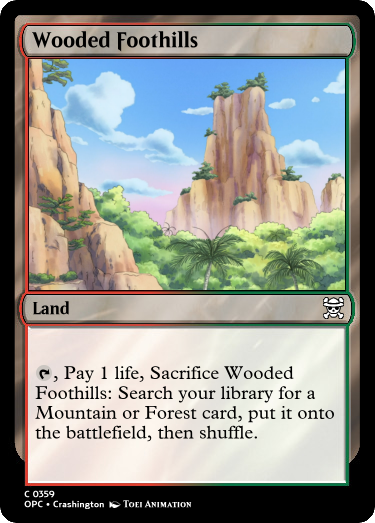 Wooded Foothills
Land
, Pay 1 life, Sacrifice Wooded
Foothills: Search your library for a
Mountain or Forest card, put it onto
the battlefield, then shuffle.
C 0359
OPC • Crashington Toei Animation